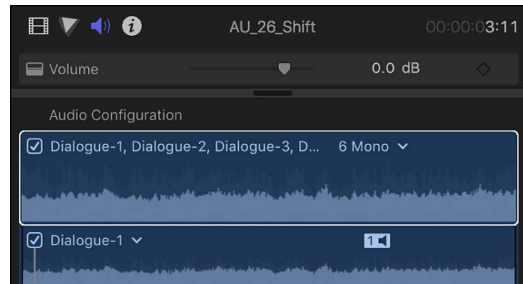 AU_26_Shift 00:00:03:11
Volume 0.0 dB
Audio Configuration
Dialogue-1, Dialogue-2, Dialogue-3, D... 6 Mono
Dialogue-1 1